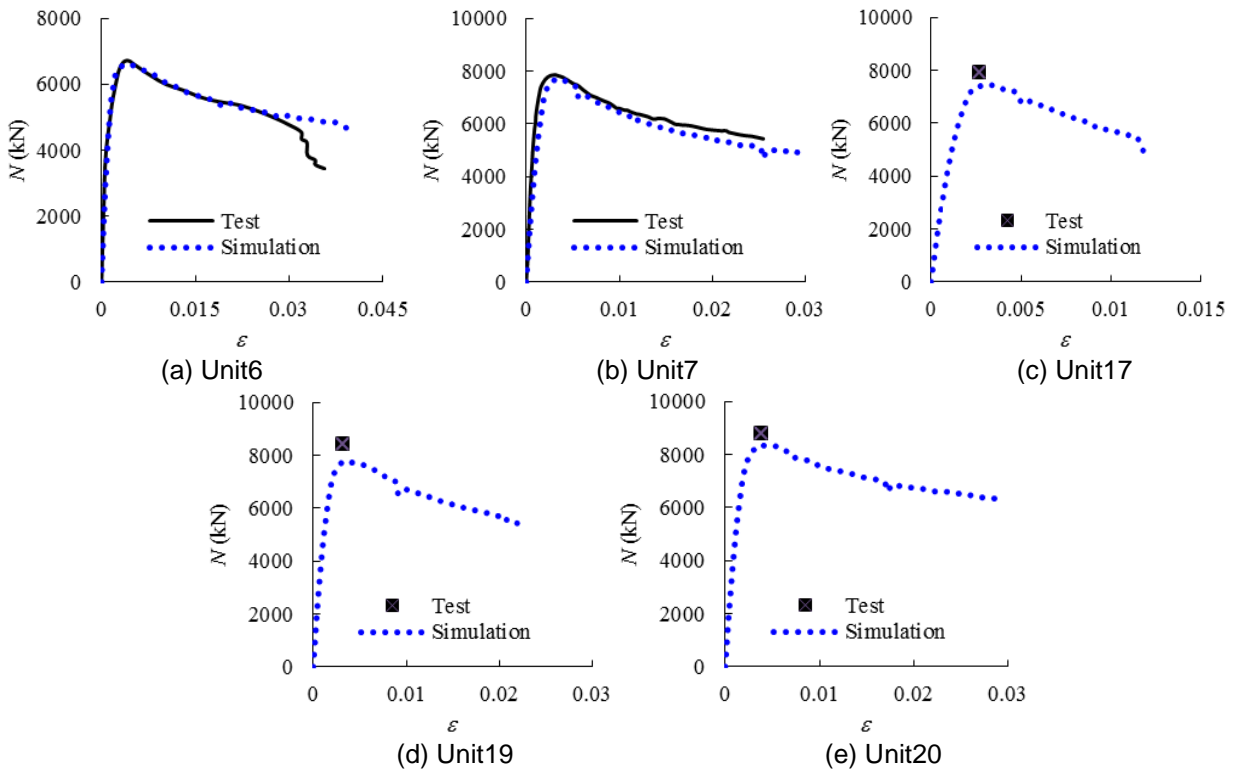 8000
6000
4000
2000
0
N (kN)
Test
Simulation
0 0.015 0.03 0.045
ε
(a) Unit6
10000
8000
6000
4000
2000
0
N (kN)
Test
Simulation
0 0.01 0.02 0.03
ε
(b) Unit7
10000
8000
6000
4000
2000
0
N (kN)
Test
Simulation
0 0.005 0.01 0.015
ε
(c) Unit17
10000
8000
6000
4000
2000
0
N (kN)
Test
Simulation
0 0.01 0.02 0.03
ε
(d) Unit19
10000
8000
6000
4000
2000
0
N (kN)
Test
Simulation
0 0.01 0.02 0.03
ε
(e) Unit20